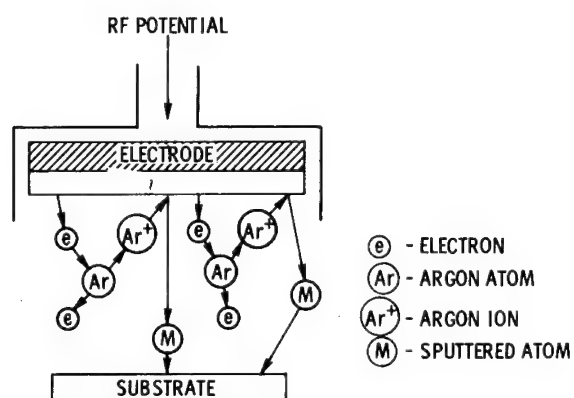 RF POTENTIAL
ELECTRODE
e
Ar+
e
Ar+
Ar
Ar
e
e
M
M
SUBSTRATE
e - ELECTRON
Ar - ARGON ATOM
Ar+ - ARGON ION
M - SPUTTERED ATOM